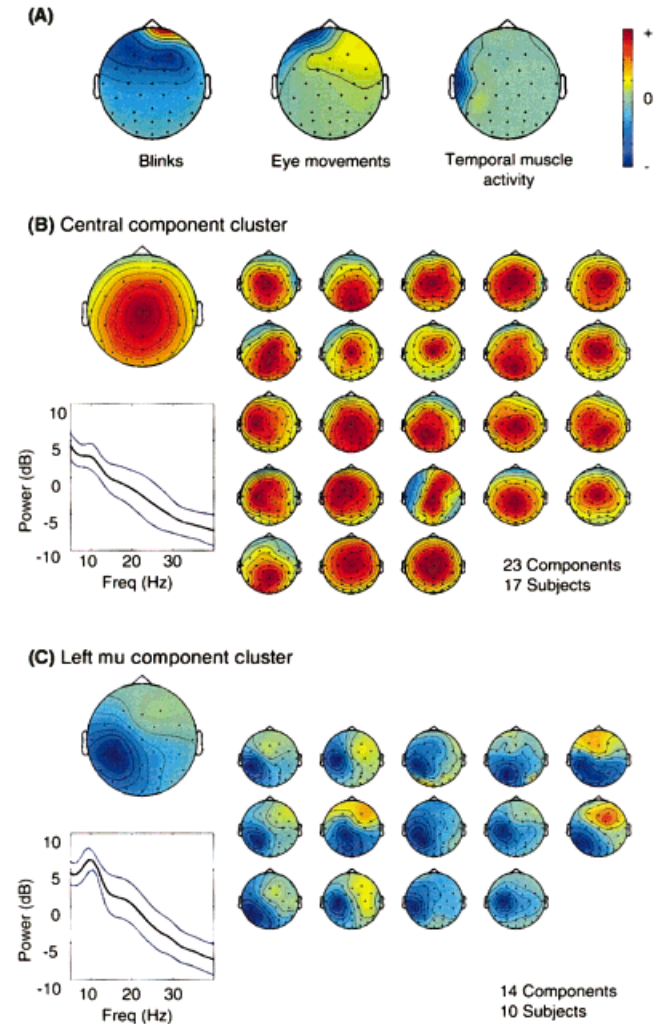 (A)
+
0
-
Blinks
Eye movements
Temporal muscle
activity
(B) Central component cluster
10
5
0
-5
-10
Power (dB)
10 20 30
Freq (Hz)
23 Components
17 Subjects
(C) Left mu component cluster
10
5
0
-5
-10
Power (dB)
10 20 30
Freq (Hz)
14 Components
10 Subjects